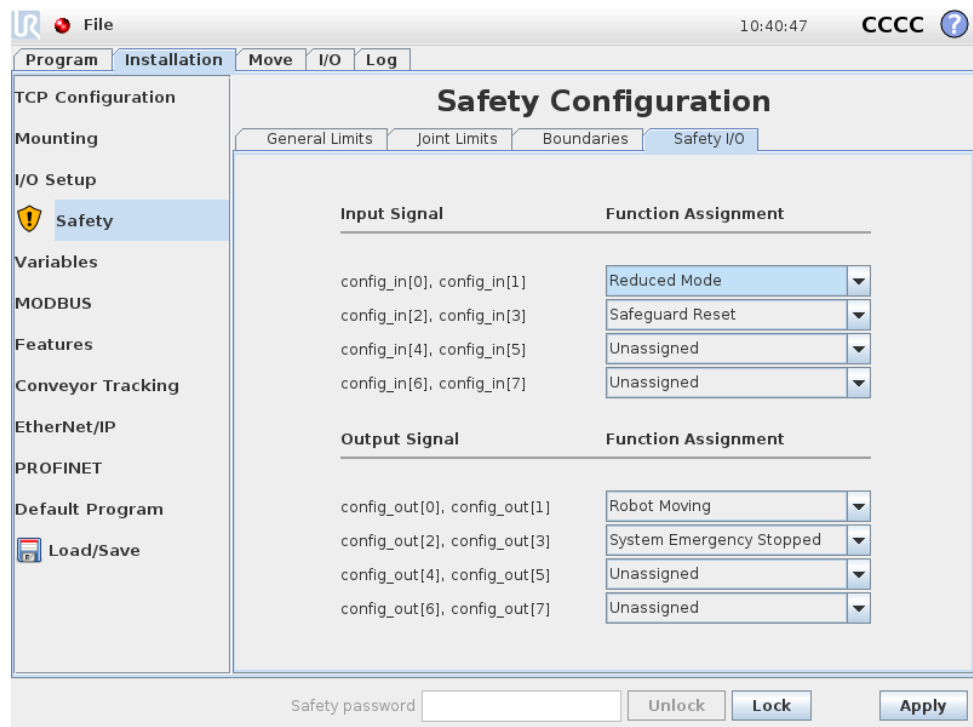 UR File 10:40:47 CCCC ?
Program Installation Move I/O Log
TCP Configuration
Mounting
I/O Setup
Safety
Variables
MODBUS
Features
Conveyor Tracking
EtherNet/IP
PROFINET
Default Program
Load/Save
Safety Configuration
General Limits Joint Limits Boundaries Safety I/O
Input Signal Function Assignment
config_in[0], config_in[1] Reduced Mode
config_in[2], config_in[3] Safeguard Reset
config_in[4], config_in[5] Unassigned
config_in[6], config_in[7] Unassigned
Output Signal Function Assignment
config_out[0], config_out[1] Robot Moving
config_out[2], config_out[3] System Emergency Stopped
config_out[4], config_out[5] Unassigned
config_out[6], config_out[7] Unassigned
Safety password Unlock Lock Apply